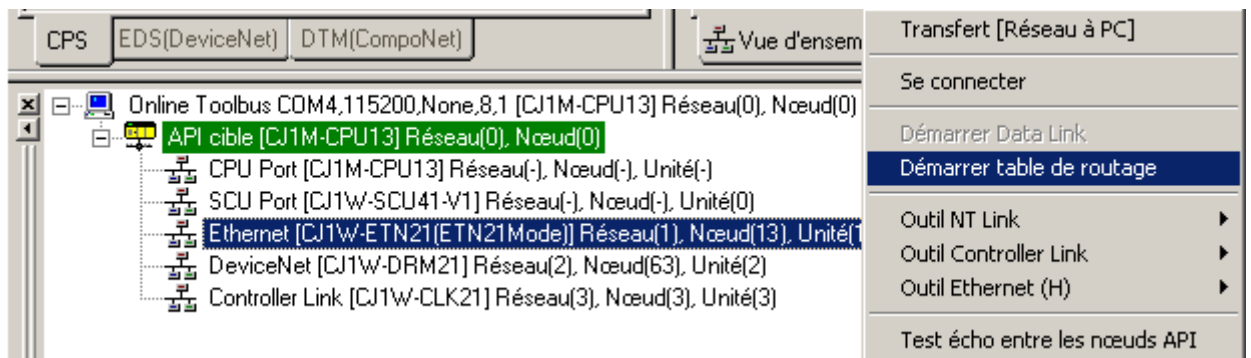 CPS EDS(DeviceNet) DTM(CompoNet)
Vue d'ensem
Online Toolbus COM4,115200,None,8,1 [CJ1M-CPU13] Réseau(0), Nœud(0)
API cible [CJ1M-CPU13] Réseau(0), Nœud(0)
CPU Port [CJ1M-CPU13] Réseau(-), Nœud(-), Unité(-)
SCU Port [CJ1W-SCU41-V1] Réseau(-), Nœud(-), Unité(0)
Ethernet [CJ1W-ETN21(ETN21Mode)] Réseau(1), Nœud(13), Unité(1
DeviceNet [CJ1W-DRM21] Réseau(2), Nœud(63), Unité(2)
Controller Link [CJ1W-CLK21] Réseau(3), Nœud(3), Unité(3)
Transfert [Réseau à PC]
Se connecter
Démarrer Data Link
Démarrer table de routage
Outil NT Link
Outil Controller Link
Outil Ethernet (H)
Test écho entre les nœuds API